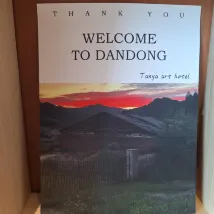 THANK YOU
WELCOME
TO DANDONG
Tanya art hotel